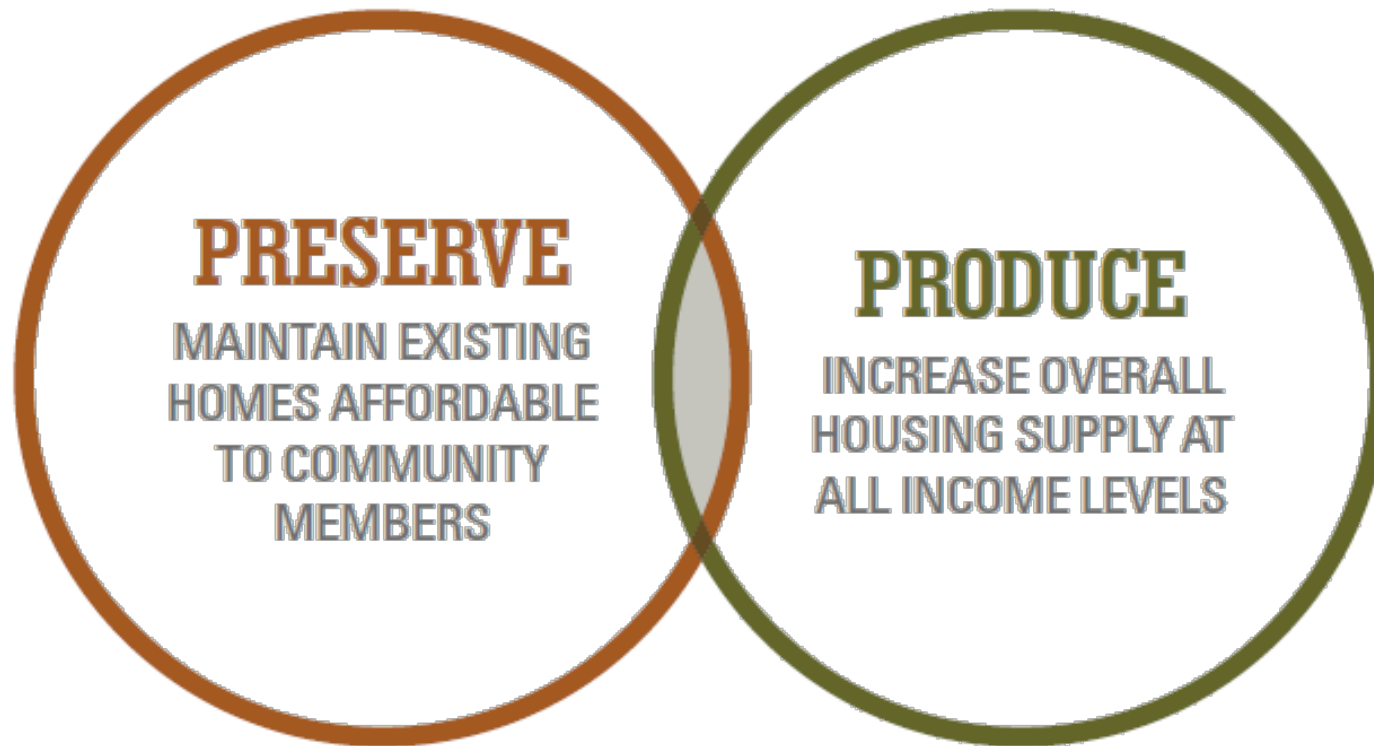 PRESERVE
MAINTAIN EXISTING
HOMES AFFORDABLE
TO COMMUNITY
MEMBERS
PRODUCE
INCREASE OVERALL
HOUSING SUPPLY AT
ALL INCOME LEVELS